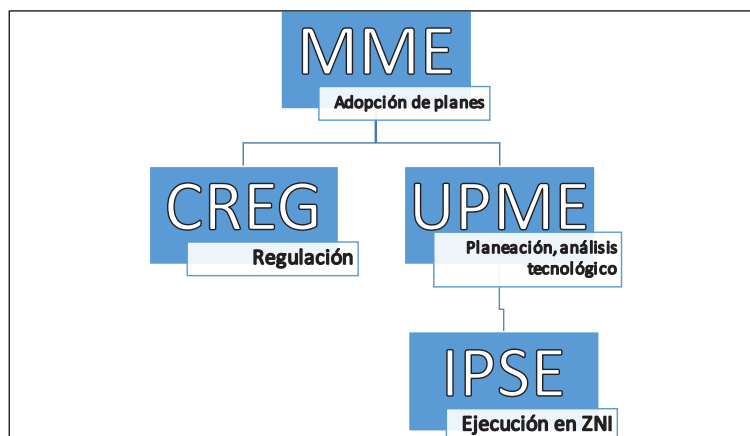 MME
Adopción de planes
CREG
Regulación
UPME
Planeación, análisis
tecnológico
IPSE
Ejecución en ZNI